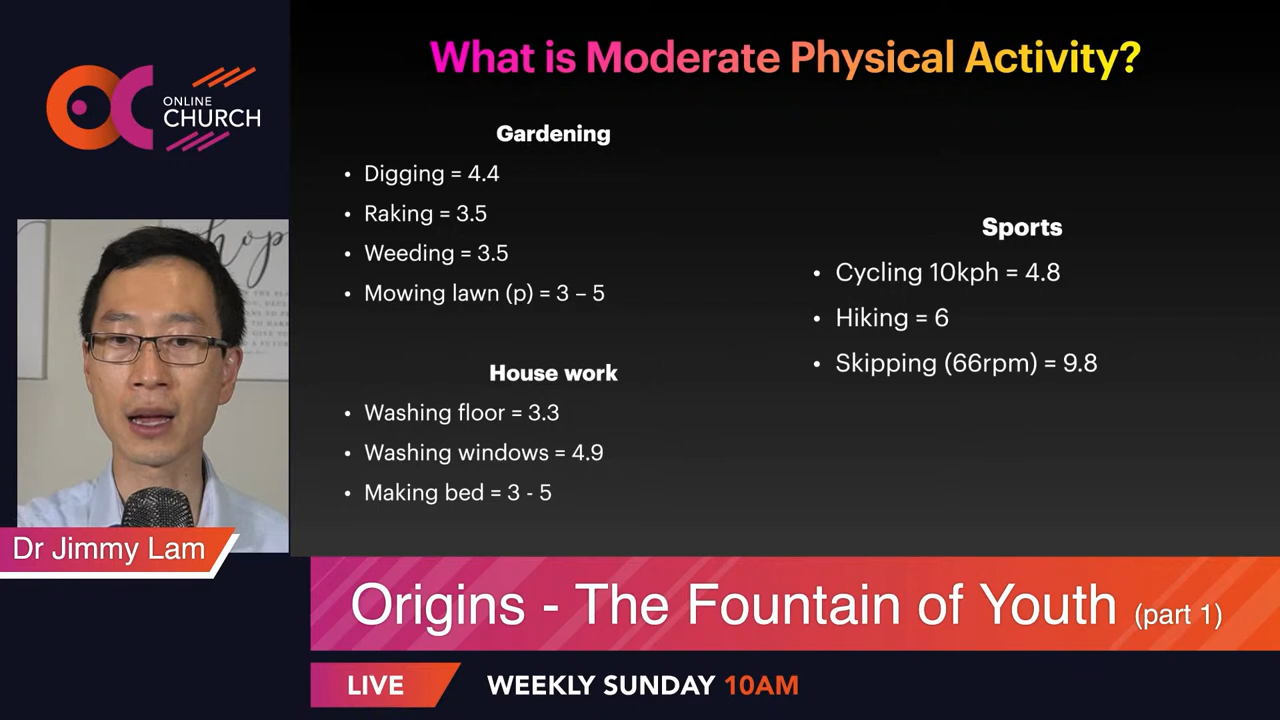 ONLINE
CHURCH
What is Moderate Physical Activity?
Gardening
• Digging = 4.4
• Raking = 3.5
• Weeding = 3.5
• Mowing lawn (p) = 3 – 5
House work
• Washing floor = 3.3
• Washing windows = 4.9
• Making bed = 3 - 5
Sports
• Cycling 10kph = 4.8
• Hiking = 6
• Skipping (66rpm) = 9.8
hop
Dr Jimmy Lam
Origins - The Fountain of Youth (part 1)
LIVE
WEEKLY SUNDAY 10AM